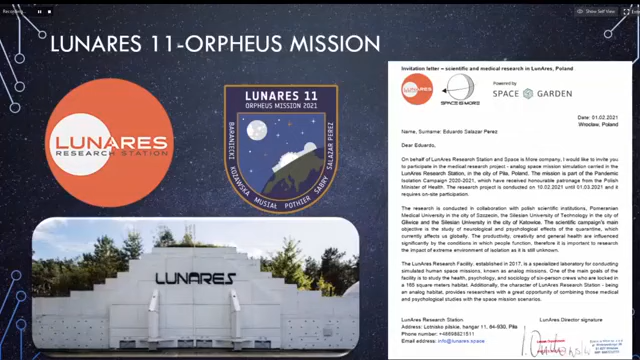 Recording...
Show Self View
LUNARES 11-ORPHEUS MISSION
LUNARES
RESEARCH STATION
LUNARES 11
ORPHEUS MISSION 2021
BARANIECKI KUJAWSKA MUSIAŁ POTHIER SABRY SALAZAR PEREZ
LUNARES
Invitation letter – scientific and medical research in LunAres, Poland
LUNARES
SPACE IS MORE
Powered by
SPACE GARDEN
Date: 01.02.2021
Wrocław, Poland
Name, Surname: Eduardo Salazar Perez
Dear Eduardo,
On behalf of LunAres Research Station and Space is More company, I would like to invite you
to participate in the medical research project - analog space mission simulation carried in the
LunAres Research Station, in the city of Piła, Poland. The mission is part of the Pandemic
Isolation Campaign 2020-2021, which have received honourable patronage from the Polish
Minister of Health. The research project is conducted on 10.02.2021 until 01.03.2021 and it
requires on-site participation.
The research is conducted in collaboration with polish scientific institutions, Pomeranian
Medical University in the city of Szczecin, the Silesian University of Technology in the city of
Gliwice and the Silesian University in the city of Katowice. The scientific campaign's main
objective is the study of neurological and psychological effects of the quarantine, which
currently affects us globally. The productivity, creativity and general health are influenced
significantly by the conditions in which people function, therefore it is important to research
the impact of extreme environment of isolation as it is still unknown.
The LunAres Research Facility, established in 2017, is a specialized laboratory for conducting
simulated human space missions, known as analog missions. One of the main goals of the
facility is to study the health, psychology, and sociology of six-person crews who are locked in
a 165 square meters habitat. Additionally, the character of LunAres Research Station - being
an analog habitat, provides researchers with a great opportunity of combining those medical
and psychological studies with the space mission scenarios.
LunAres Research Station
LunAres Director signature
Address: Lotnisko pilskie, hangar 11, 64-930, Piła
Phone number:
Email address: info@lunares.space